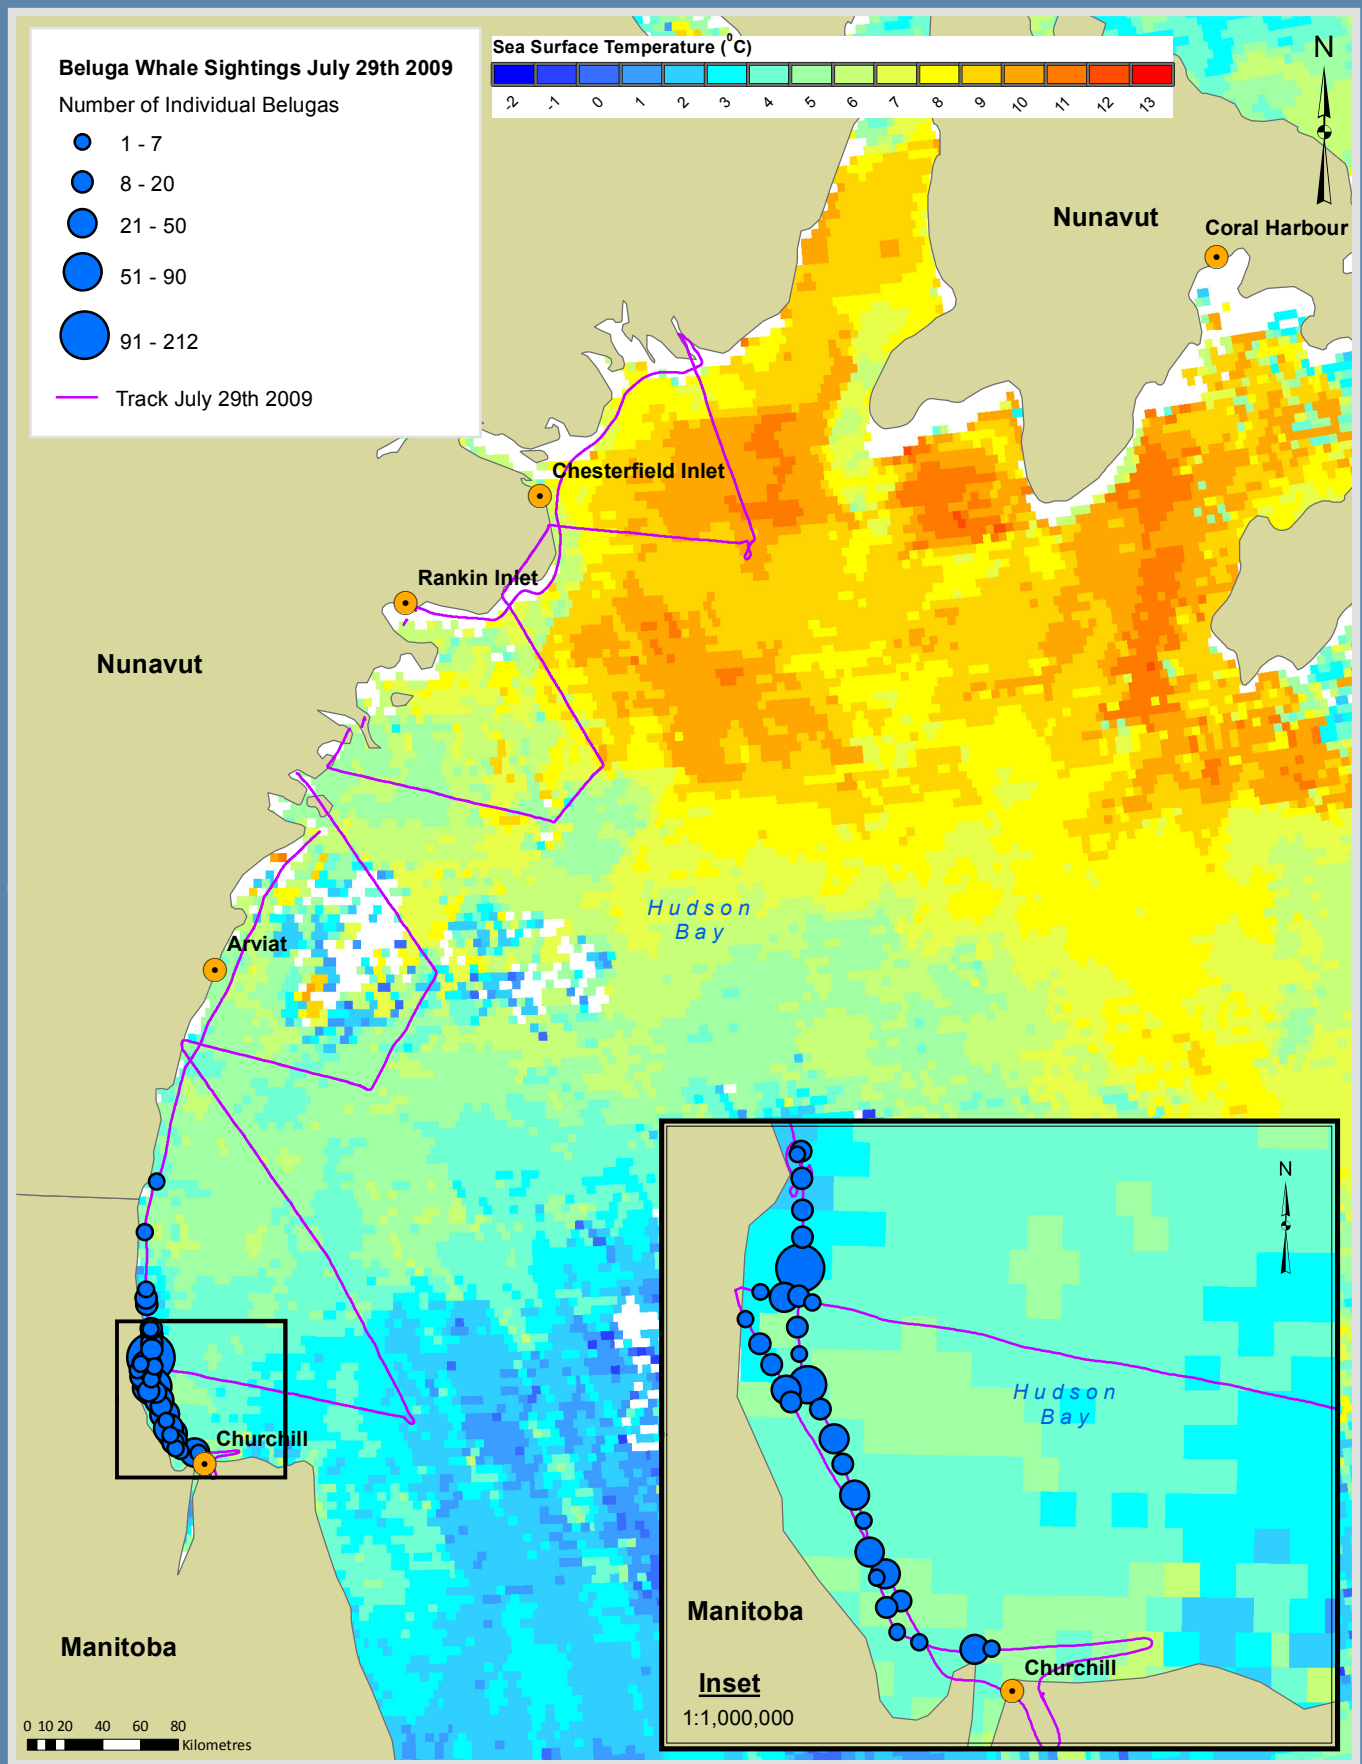 Beluga Whale Sightings July 29th 2009
Number of Individual Belugas
1 - 7
8 - 20
21 - 50
51 - 90
91 - 212
Track July 29th 2009
Sea Surface Temperature (⁰C)
-2 -1 0 1 2 3 4 5 6 7 8 9 10 11 12 13
N
Nunavut
Coral Harbour
Chesterfield Inlet
Rankin Inlet
Nunavut
Hudson
Bay
Arviat
Churchill
Manitoba
0 10 20 40 60 80
Kilometres
N
Hudson
Bay
Manitoba
Churchill
Inset
1:1,000,000